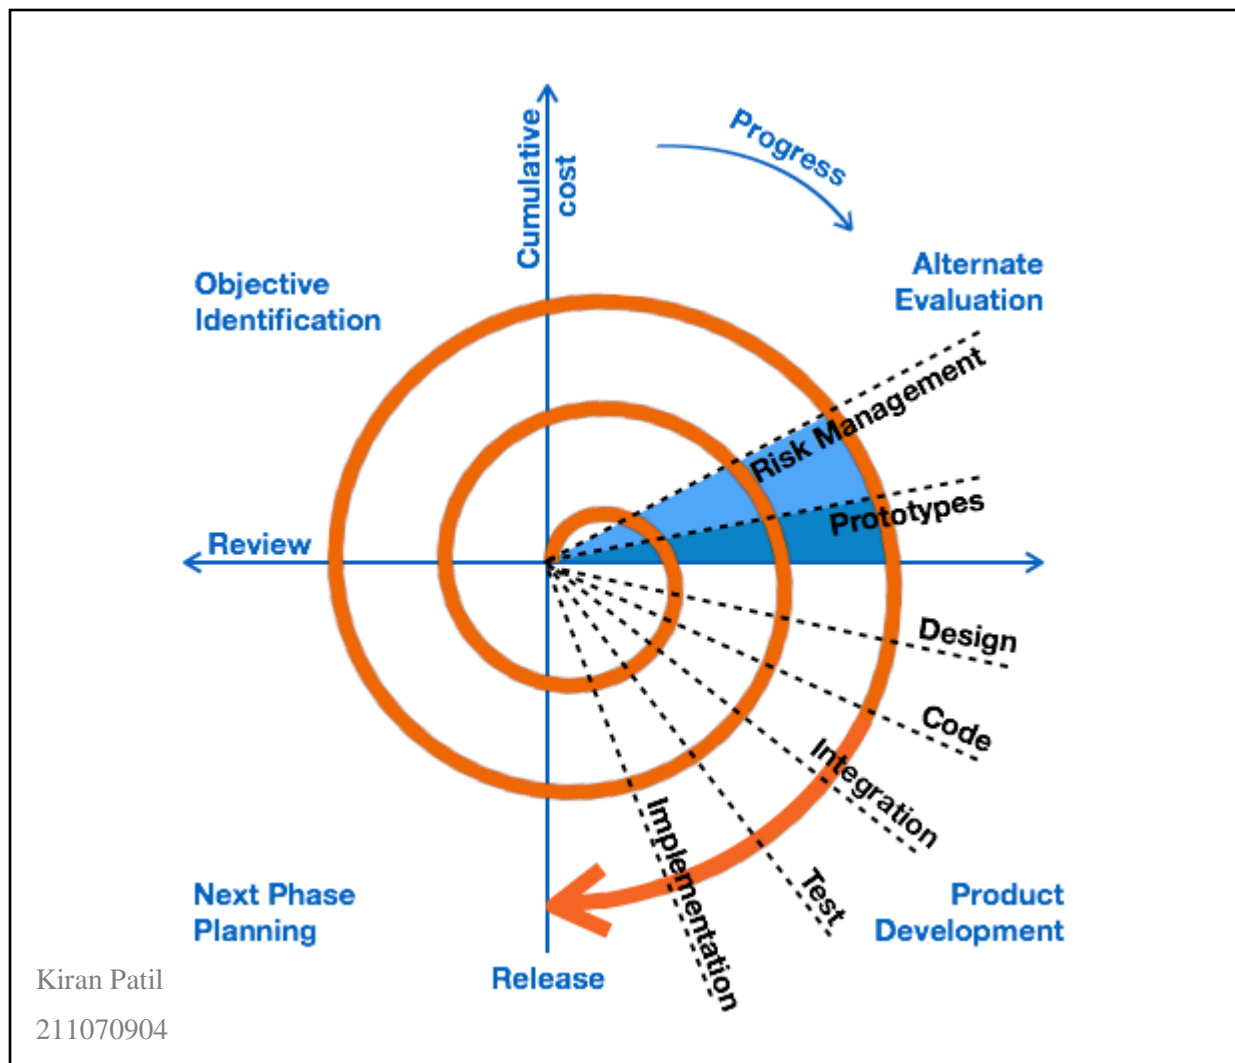 Cumulative
cost
Progress
Objective
Identification
Alternate
Evaluation
Risk Management
Prototypes
Review
Design
Code
Integration
Test
Implementation
Next Phase
Planning
Product
Development
Release
Kiran Patil
211070904